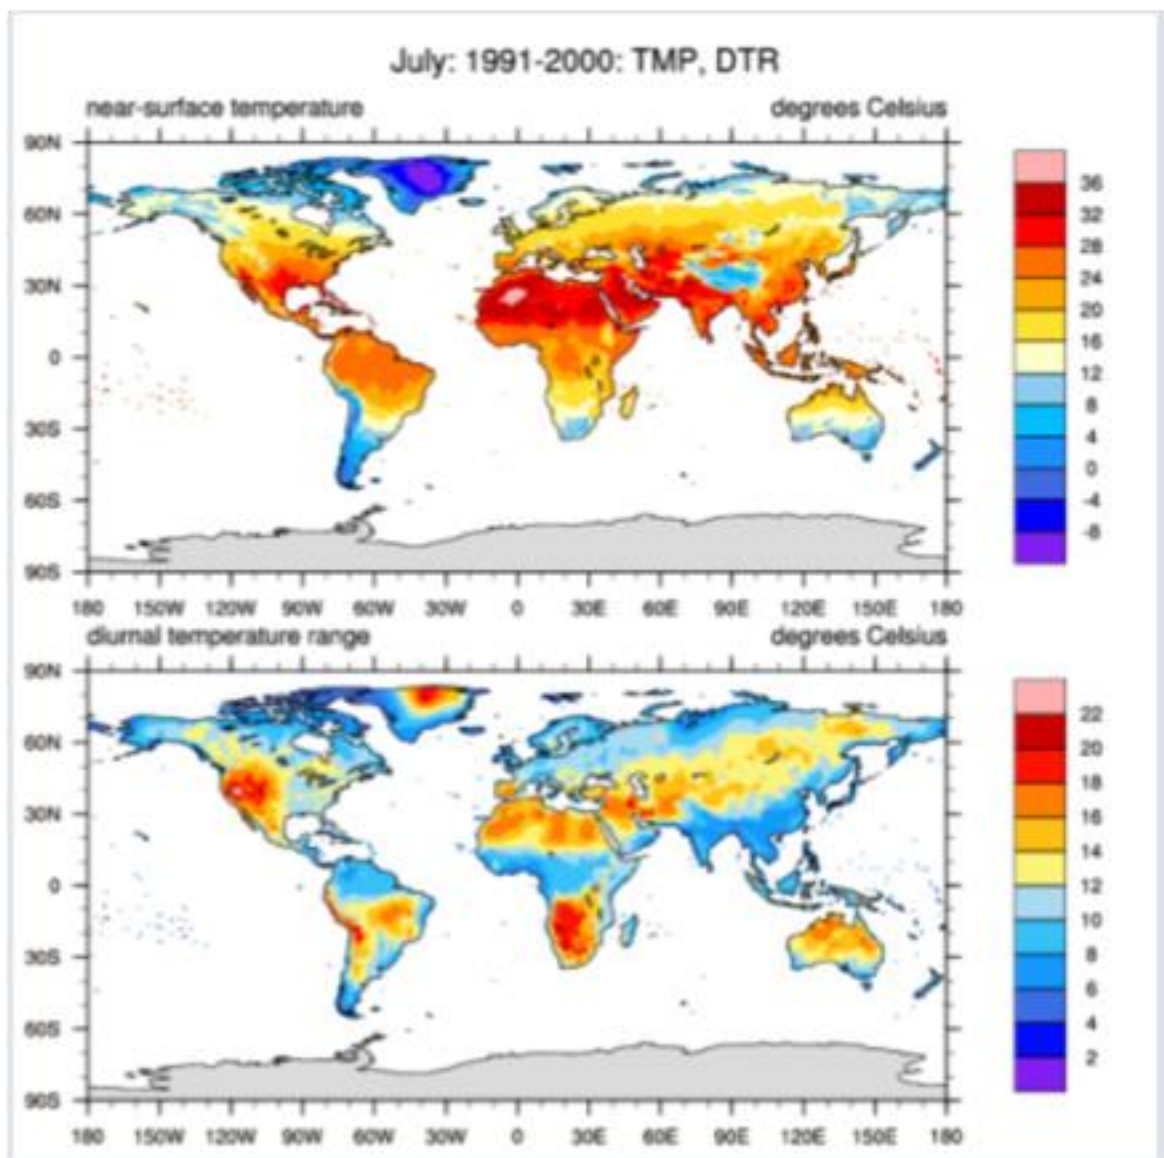 July: 1991-2000: TMP, DTR
near-surface temperature degrees Celsius
90N
60N
30N
0
30S
60S
90S
180 150W 120W 90W 60W 30W 0 30E 60E 90E 120E 150E 180
36
32
28
24
20
16
12
8
4
0
-4
-8
diurnal temperature range degrees Celsius
90N
60N
30N
0
30S
60S
90S
180 150W 120W 90W 60W 30W 0 30E 60E 90E 120E 150E 180
22
20
18
16
14
12
10
8
6
4
2